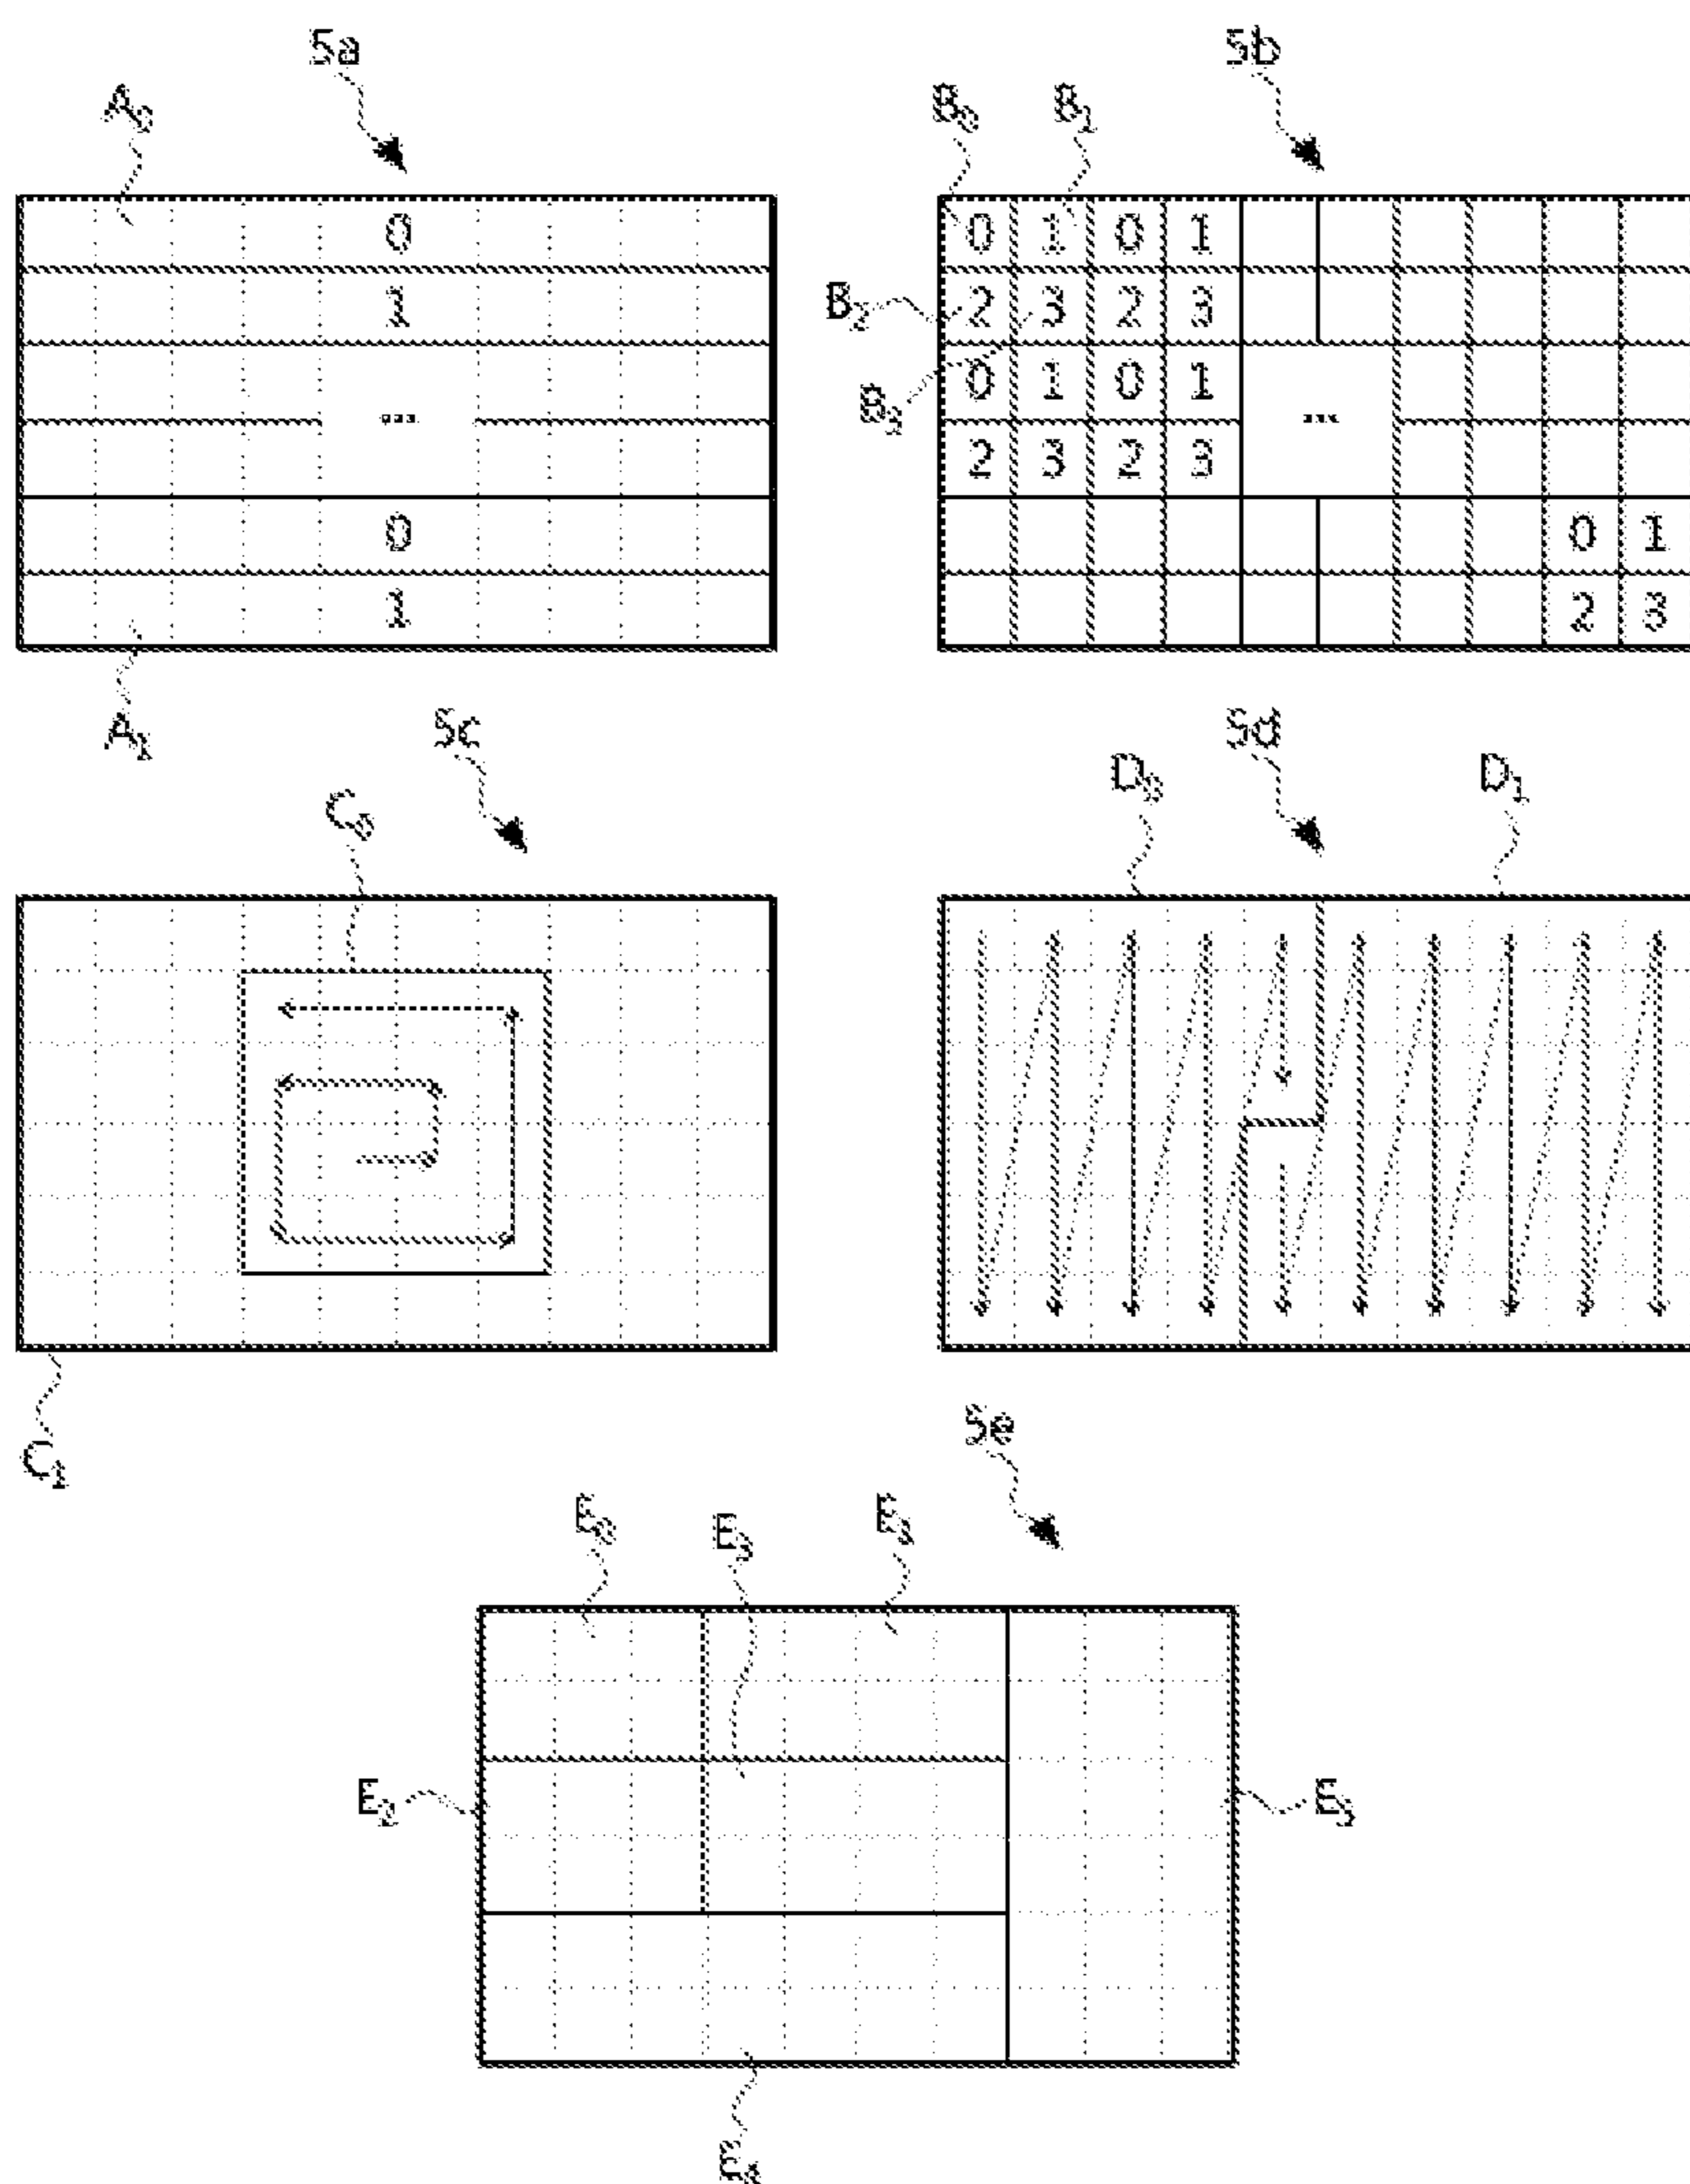 5a 5b
A₀ B₀ B₁
0 0 1 0 1
1 B₂ 2 3 2 3
0 1 0 1
... B₃ ...
2 3 2 3
0 0 1
1 2 3
A₁ 5c 5d
C₀ D₀ D₁
C₁
5e
E₀ E₃ E₁
E₂ E₅
E₄